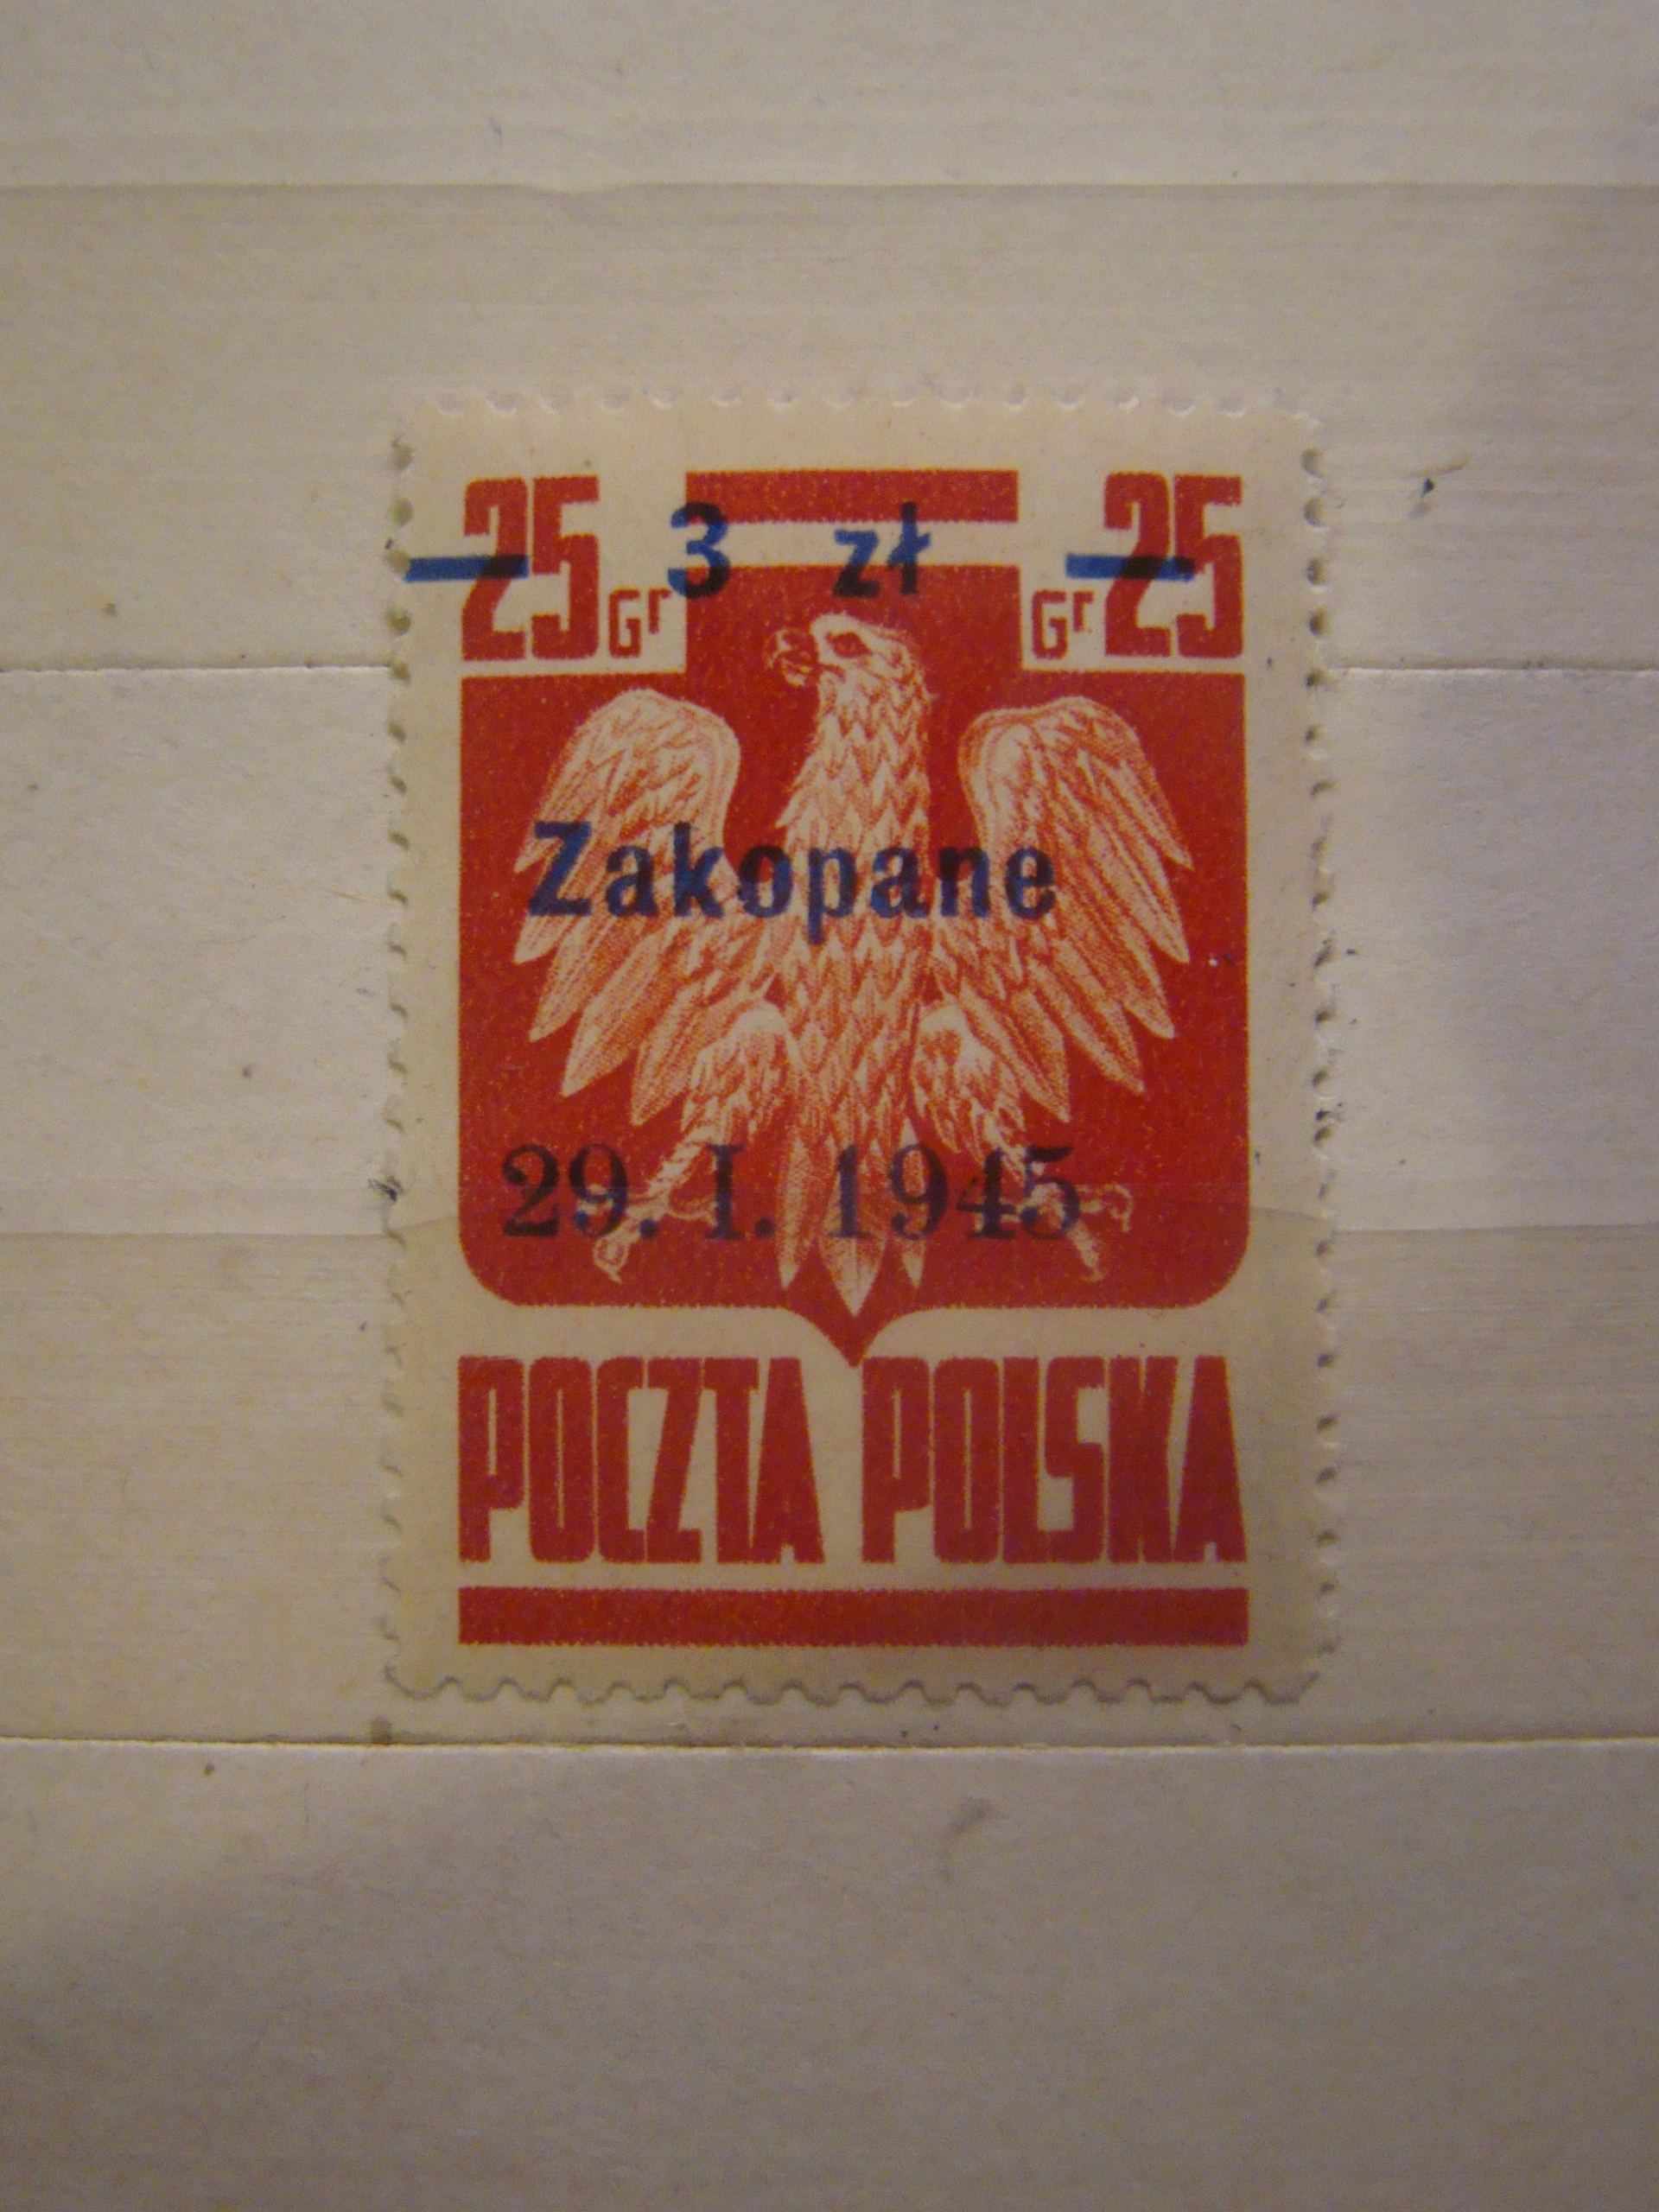 25 Gr 3 zł Gr 25
Zakopane
29. I. 1945
POCZTA POLSKA